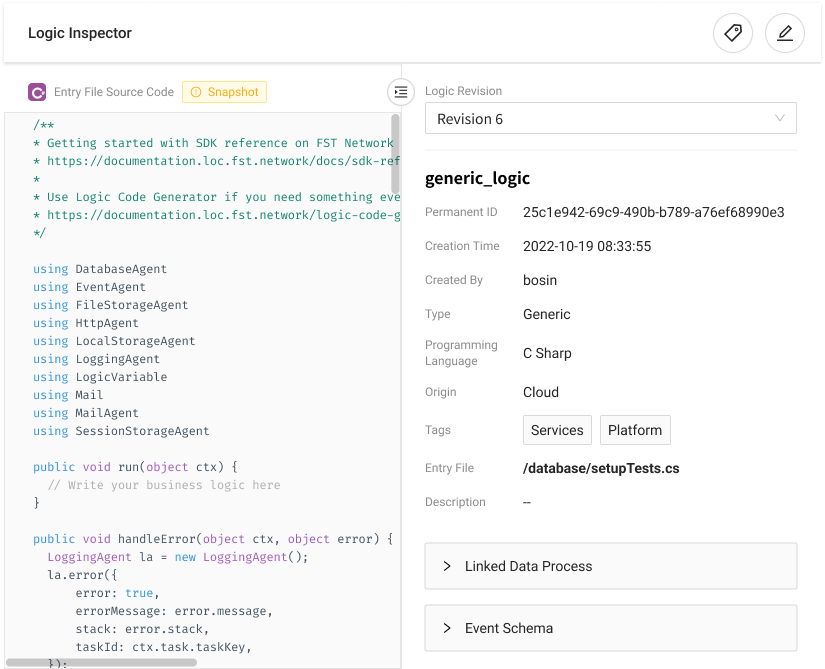 Logic Inspector
Entry File Source Code
Snapshot
/**
* Getting started with SDK reference on FST Network
* https://documentation.loc.fst.network/docs/sdk-ref
*
* Use Logic Code Generator if you need something eve
* https://documentation.loc.fst.network/logic-code-g
*/
using DatabaseAgent
using EventAgent
using FileStorageAgent
using HttpAgent
using LocalStorageAgent
using LoggingAgent
using LogicVariable
using Mail
using MailAgent
using SessionStorageAgent
public void run(object ctx) {
// Write your business logic here
}
public void handleError(object ctx, object error) {
LoggingAgent la = new LoggingAgent();
la.error({
error: true,
errorMessage: error.message,
stack: error.stack,
taskId: ctx.task.taskKey,
});
Logic Revision
Revision 6
generic_logic
Permanent ID 25c1e942-69c9-490b-b789-a76ef68990e3
Creation Time 2022-10-19 08:33:55
Created By bosin
Type Generic
Programming Language C Sharp
Origin Cloud
Tags Services Platform
Entry File /database/setupTests.cs
Description --
Linked Data Process
Event Schema